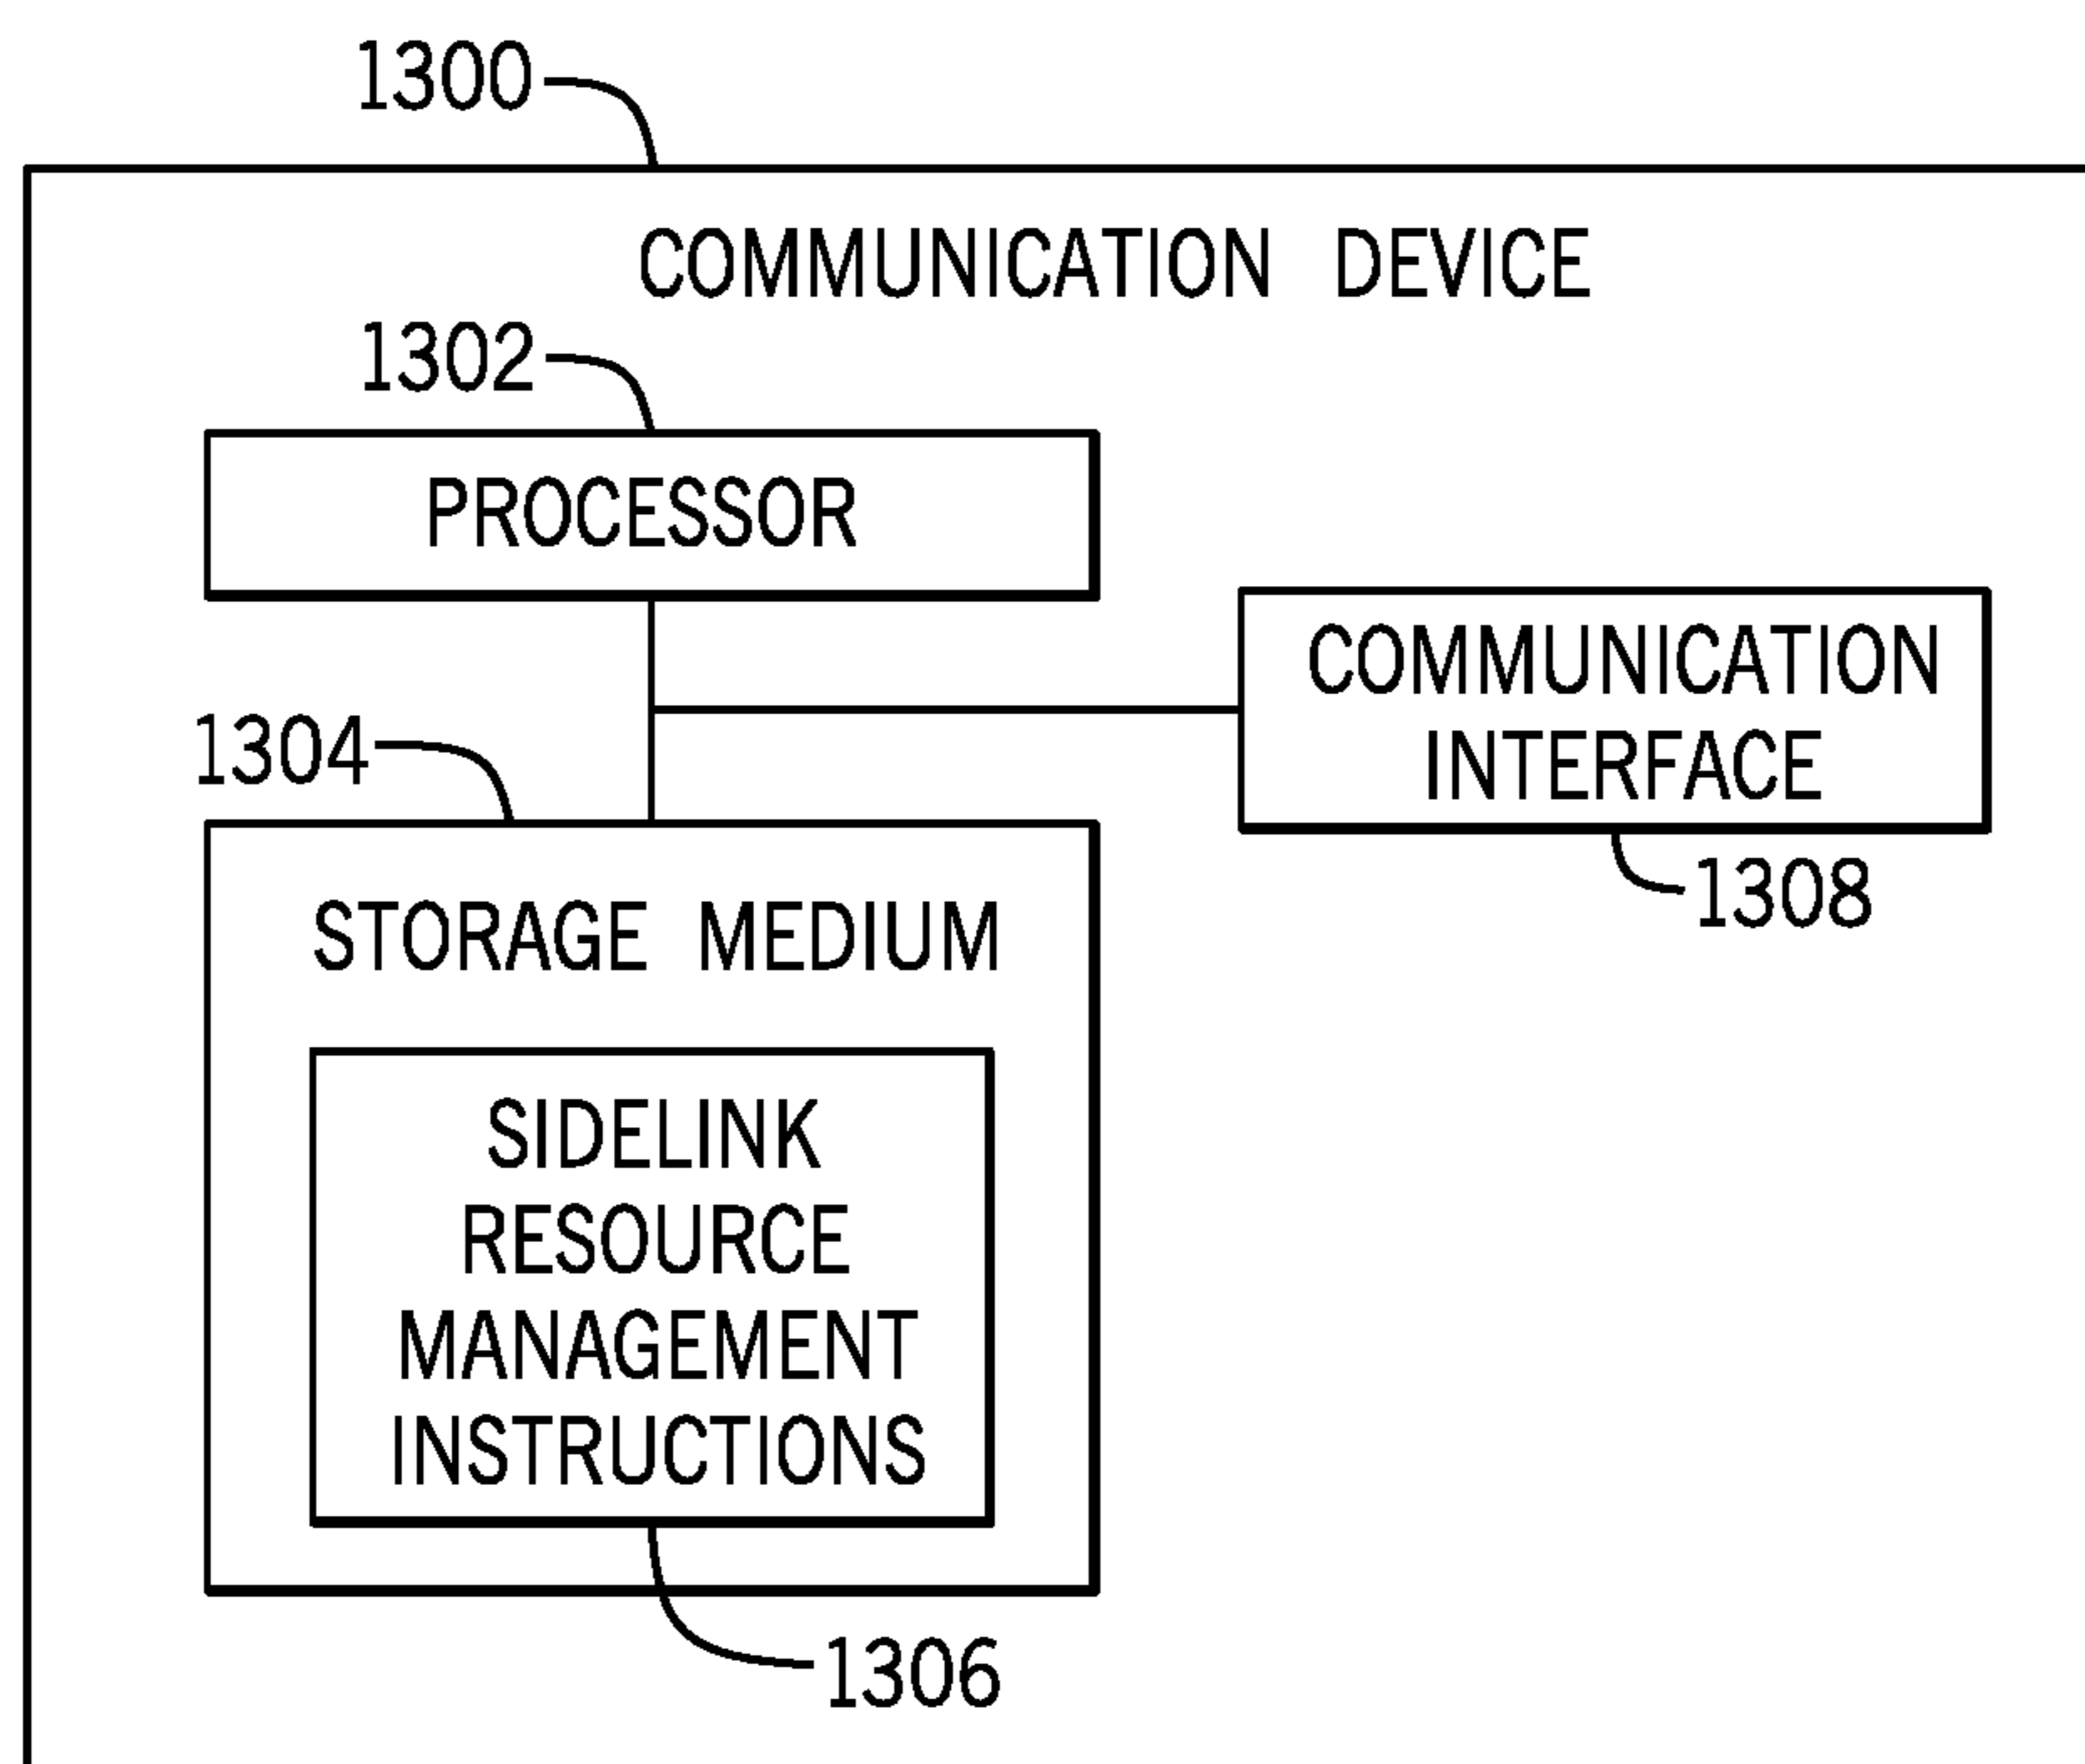 1300
COMMUNICATION DEVICE
1302
PROCESSOR
COMMUNICATION
INTERFACE
1304
1308
STORAGE MEDIUM
SIDELINK
RESOURCE
MANAGEMENT
INSTRUCTIONS
1306